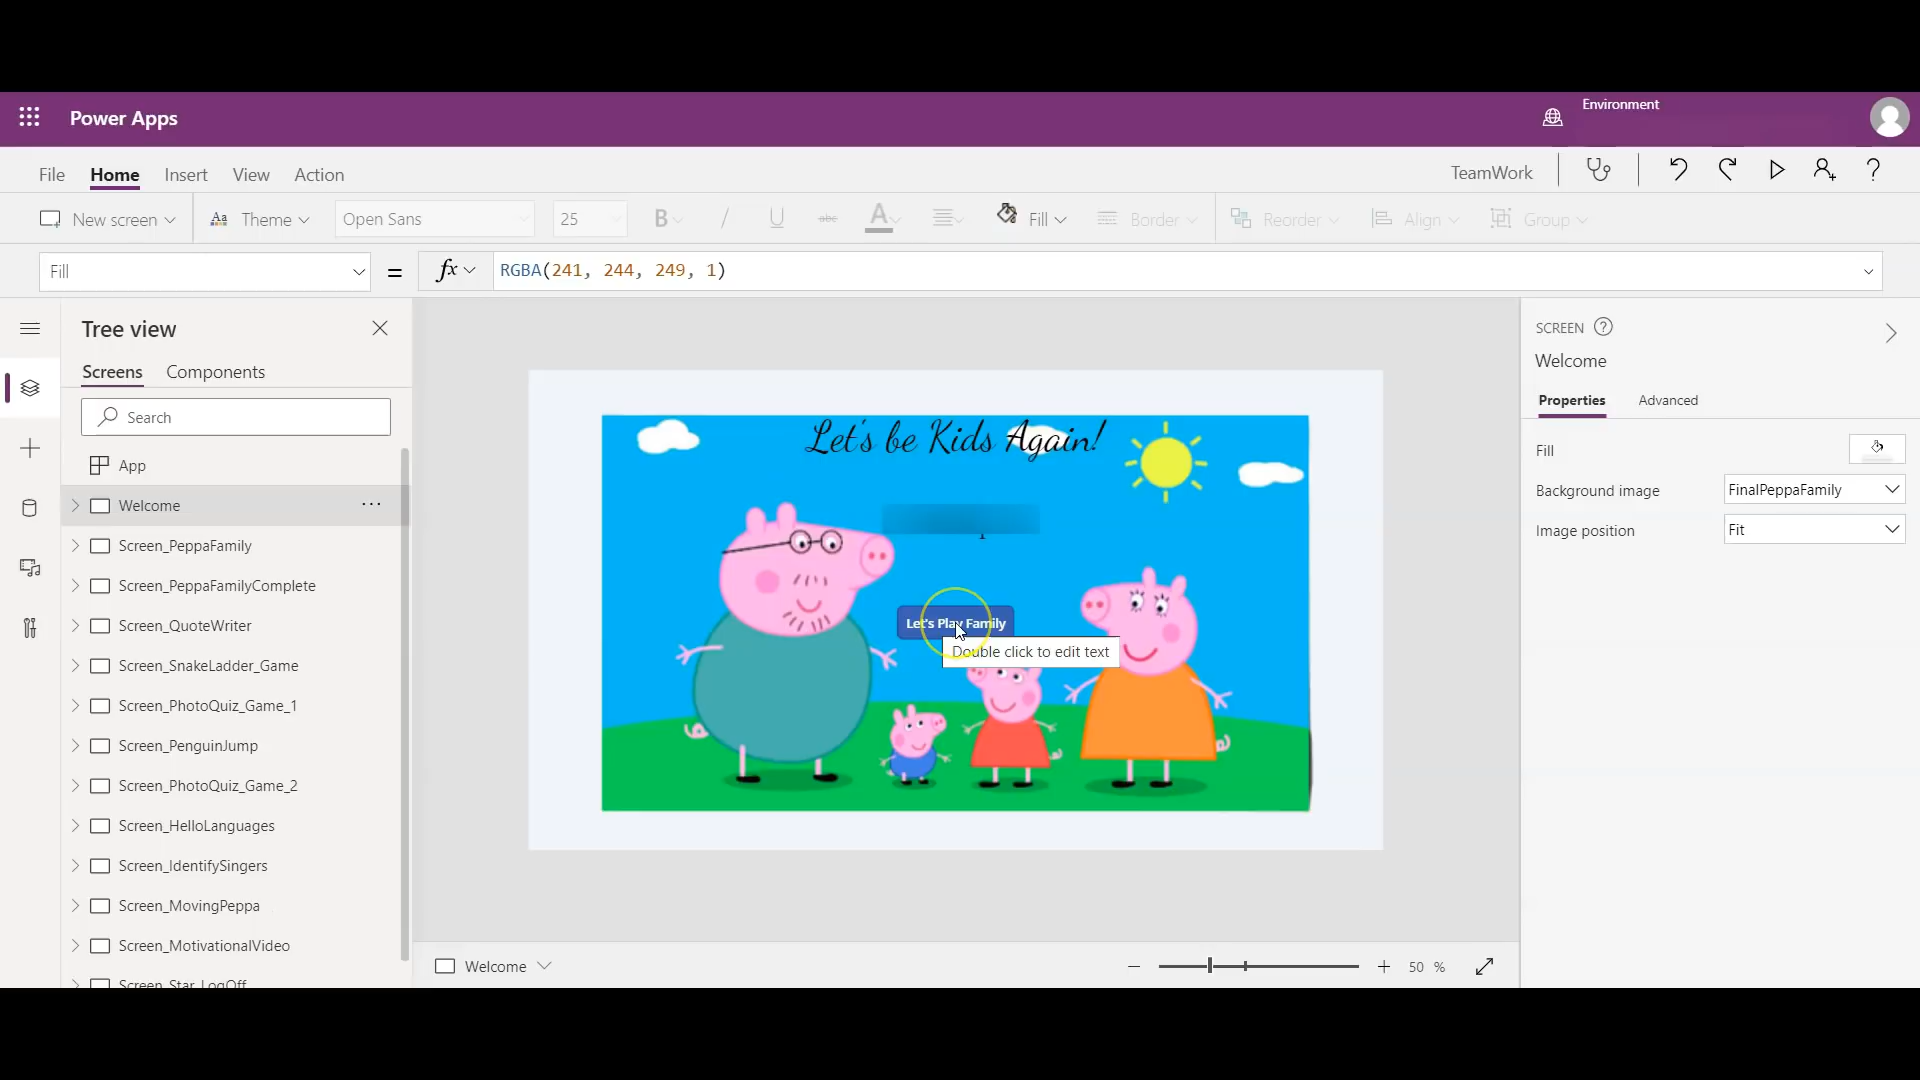 Power Apps
Environment
File Home Insert View Action
TeamWork
New screen
Theme
Open Sans
25
B
/
U
abc
A
Fill
Border
Reorder
Align
Group
Fill
=
fx
RGBA(241, 244, 249, 1)
Tree view
Screens Components
Search
App
Welcome
Screen_PeppaFamily
Screen_PeppaFamilyComplete
Screen_QuoteWriter
Screen_SnakeLadder_Game
Screen_PhotoQuiz_Game_1
Screen_PenguinJump
Screen_PhotoQuiz_Game_2
Screen_HelloLanguages
Screen_IdentifySingers
Screen_MovingPeppa
Screen_MotivationalVideo
Screen_Star_LogOff
Let's be Kids Again!
Let's Play Family
Double click to edit text
Welcome
50 %
SCREEN
Welcome
Properties Advanced
Fill
Background image FinalPeppaFamily
Image position Fit